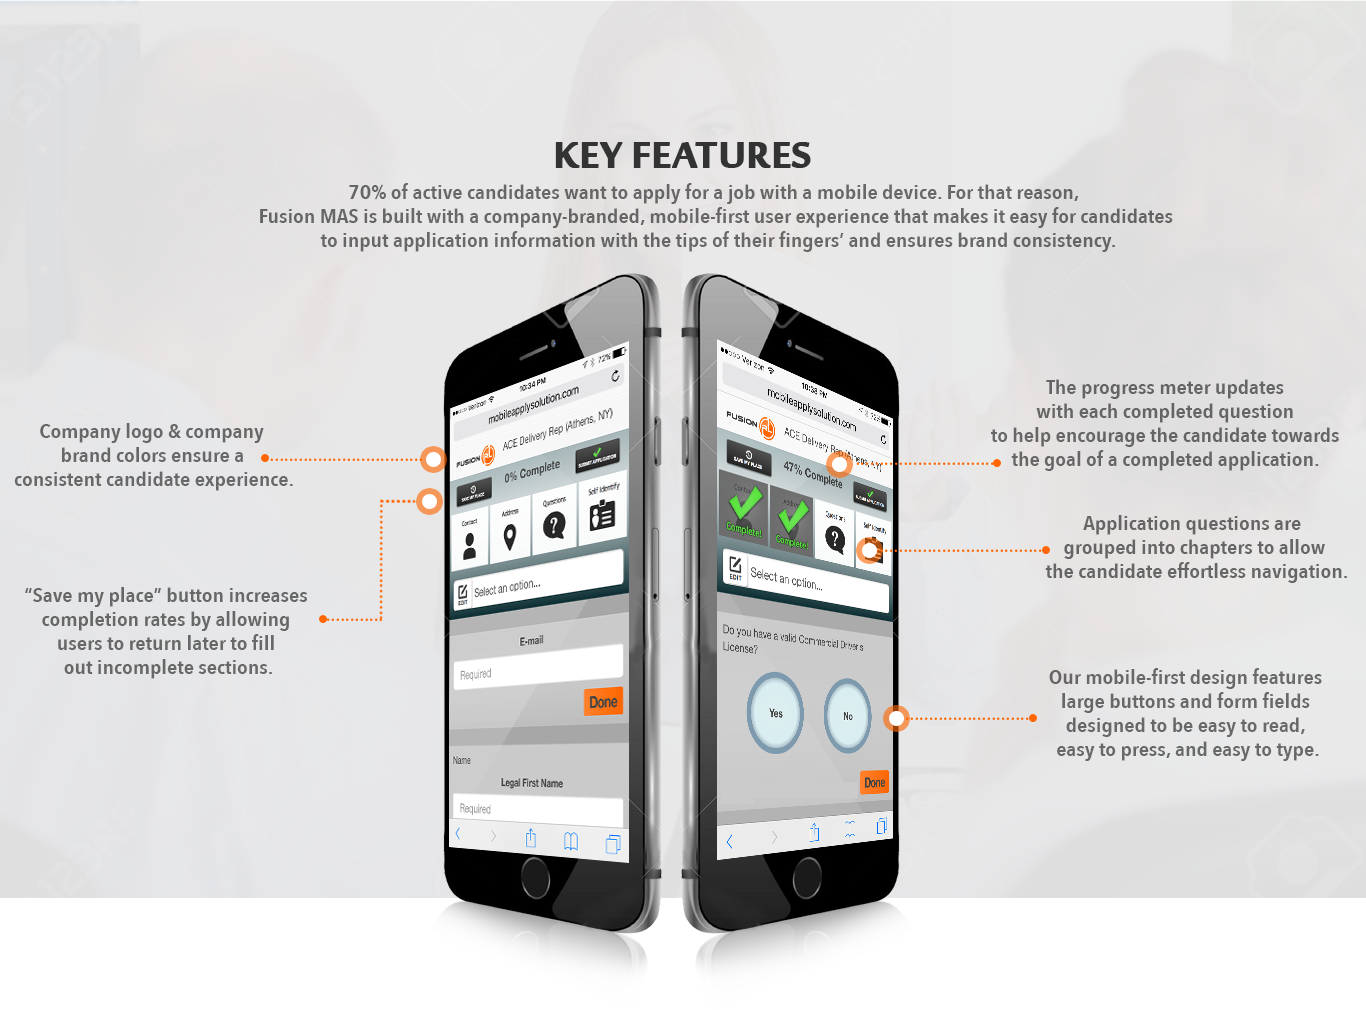 KEY FEATURES
70% of active candidates want to apply for a job with a mobile device. For that reason,
Fusion MAS is built with a company-branded, mobile-first user experience that makes it easy for candidates
to input application information with the tips of their fingers’ and ensures brand consistency.
Company logo & company
brand colors ensure a
consistent candidate experience.
“Save my place” button increases
completion rates by allowing
users to return later to fill
out incomplete sections.
Verizon
10:34 PM
72%
mobileapplysolution.com
FUSION
ACE Delivery Rep (Athens, NY)
SAVE MY PLACE
0% Complete
SUBMIT APPLICATION
Contact
Address
Questions
Self Identify
EDIT
Select an option...
E-mail
Required
Done
Name
Legal First Name
Required
Verizon
10:38 PM
mobileapplysolution.com
FUSION
ACE Delivery Rep (Athens, NY)
SAVE MY PLACE
47% Complete
SUBMIT APPLICATION
Contact
Address
Questions
Self Identify
Complete!
Complete!
EDIT
Select an option...
Do you have a valid Commercial Driver's
License?
Yes
No
Done
The progress meter updates
with each completed question
to help encourage the candidate towards
the goal of a completed application.
Application questions are
grouped into chapters to allow
the candidate effortless navigation.
Our mobile-first design features
large buttons and form fields
designed to be easy to read,
easy to press, and easy to type.